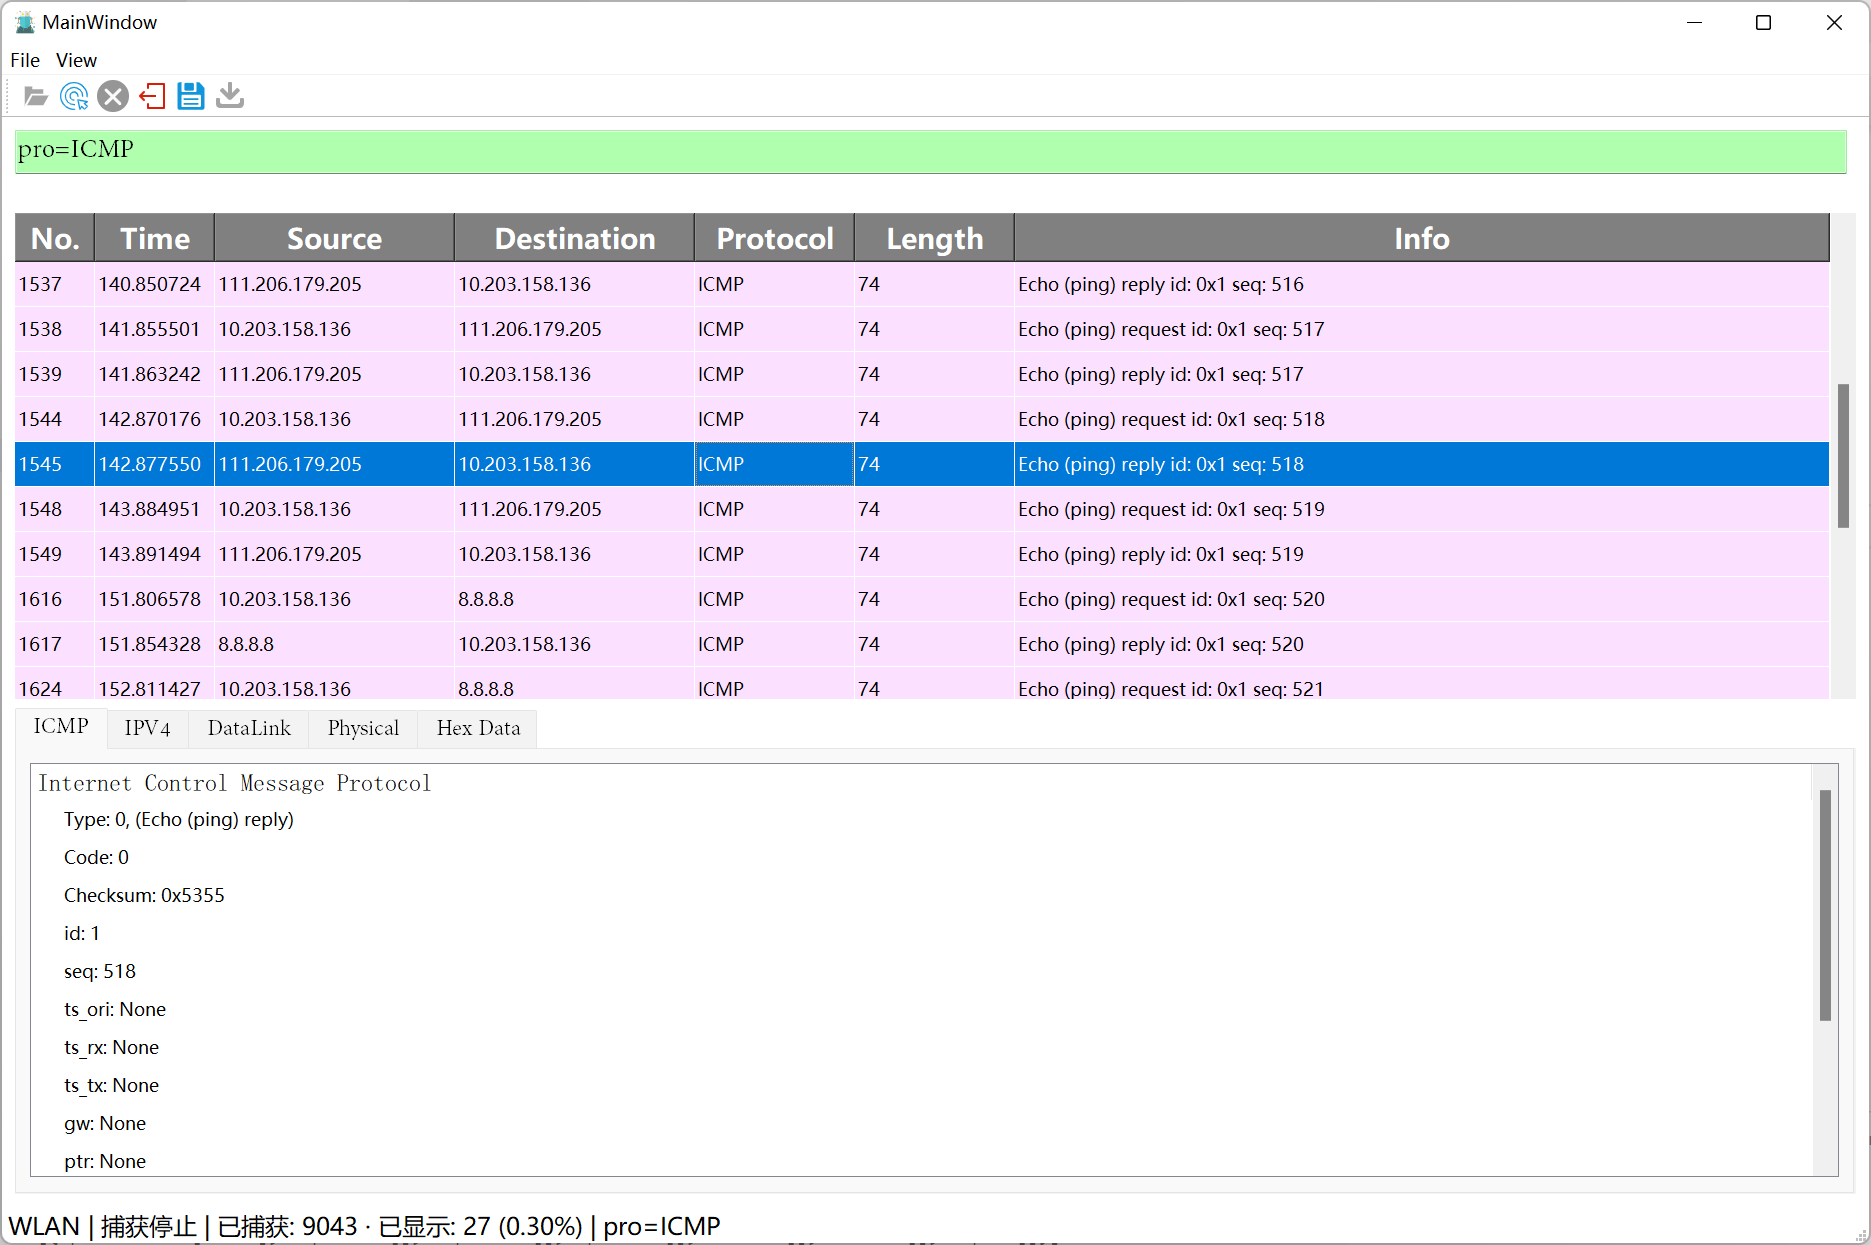 MainWindow
File View
pro=ICMP
No. Time Source Destination Protocol Length Info
1537 140.850724 111.206.179.205 10.203.158.136 ICMP 74 Echo (ping) reply id: 0x1 seq: 516
1538 141.855501 10.203.158.136 111.206.179.205 ICMP 74 Echo (ping) request id: 0x1 seq: 517
1539 141.863242 111.206.179.205 10.203.158.136 ICMP 74 Echo (ping) reply id: 0x1 seq: 517
1544 142.870176 10.203.158.136 111.206.179.205 ICMP 74 Echo (ping) request id: 0x1 seq: 518
1545 142.877550 111.206.179.205 10.203.158.136 ICMP 74 Echo (ping) reply id: 0x1 seq: 518
1548 143.884951 10.203.158.136 111.206.179.205 ICMP 74 Echo (ping) request id: 0x1 seq: 519
1549 143.891494 111.206.179.205 10.203.158.136 ICMP 74 Echo (ping) reply id: 0x1 seq: 519
1616 151.806578 10.203.158.136 8.8.8.8 ICMP 74 Echo (ping) request id: 0x1 seq: 520
1617 151.854328 8.8.8.8 10.203.158.136 ICMP 74 Echo (ping) reply id: 0x1 seq: 520
1624 152.811427 10.203.158.136 8.8.8.8 ICMP 74 Echo (ping) request id: 0x1 seq: 521
ICMP IPV4 DataLink Physical Hex Data
Internet Control Message Protocol
Type: 0, (Echo (ping) reply)
Code: 0
Checksum: 0x5355
id: 1
seq: 518
ts_ori: None
ts_rx: None
ts_tx: None
gw: None
ptr: None
WLAN | 捕获停止 | 已捕获: 9043 · 已显示: 27 (0.30%) | pro=ICMP